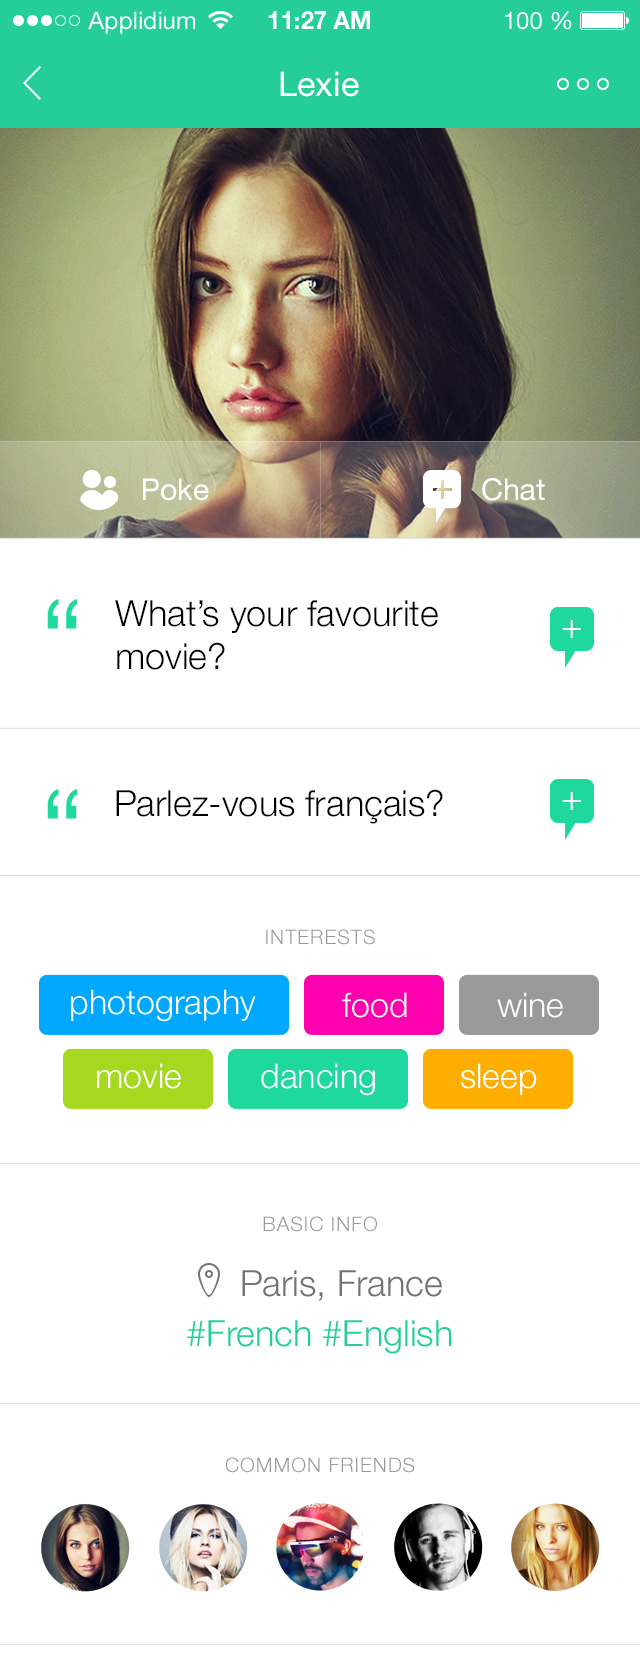 Applidium 11:27 AM 100 %
Lexie
Poke Chat
What’s your favourite
movie?
Parlez-vous français?
INTERESTS
photography food wine
movie dancing sleep
BASIC INFO
Paris, France
#French #English
COMMON FRIENDS